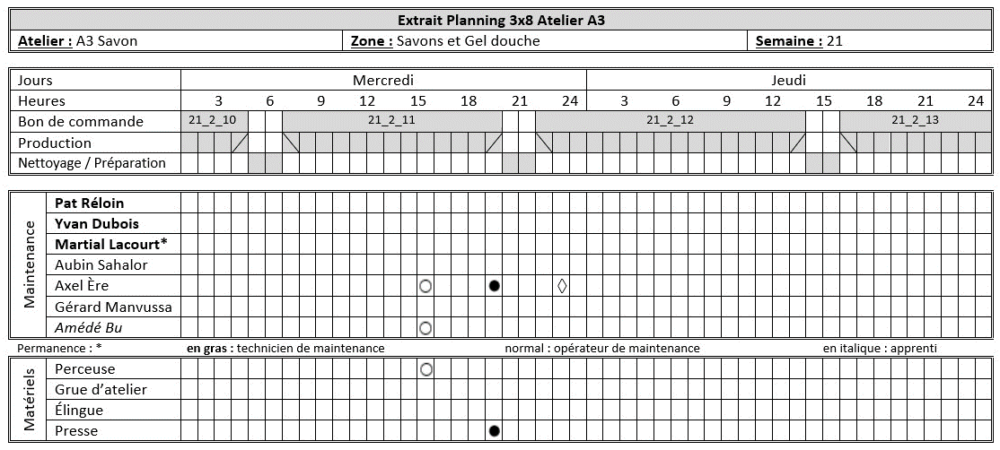 Extrait Planning 3x8 Atelier A3
Atelier : A3 Savon Zone : Savons et Gel douche Semaine : 21
Jours Mercredi Jeudi
Heures 3 6 9 12 15 18 21 24 3 6 9 12 15 18 21 24
Bon de commande 21_2_10 21_2_11 21_2_12 21_2_13
Production
Nettoyage / Préparation
Maintenance
Pat Réloin
Yvan Dubois
Martial Lacourt*
Aubin Sahalor
Axel Ère
Gérard Manvussa
Amédé Bu
Permanence : * en gras : technicien de maintenance normal : opérateur de maintenance en italique : apprenti
Matériels
Perceuse
Grue d’atelier
Élingue
Presse